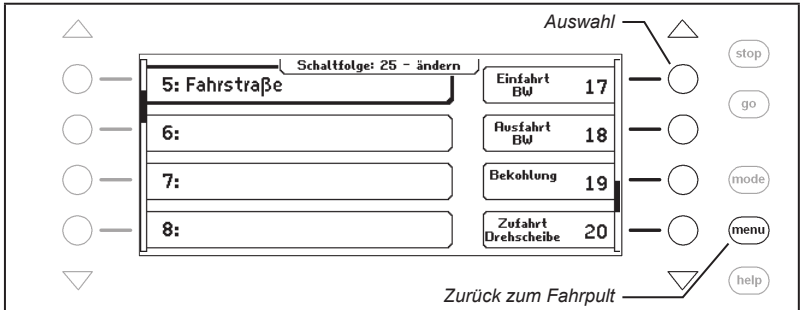 Auswahl
Schaltfolge: 25 - ändern
5: Fahrstraße
Einfahrt
BW
17
6:
Ausfahrt
BW
18
7:
Bekohlung
19
8:
Zufahrt
Drehscheibe
20
stop
go
mode
menu
help
Zurück zum Fahrpult